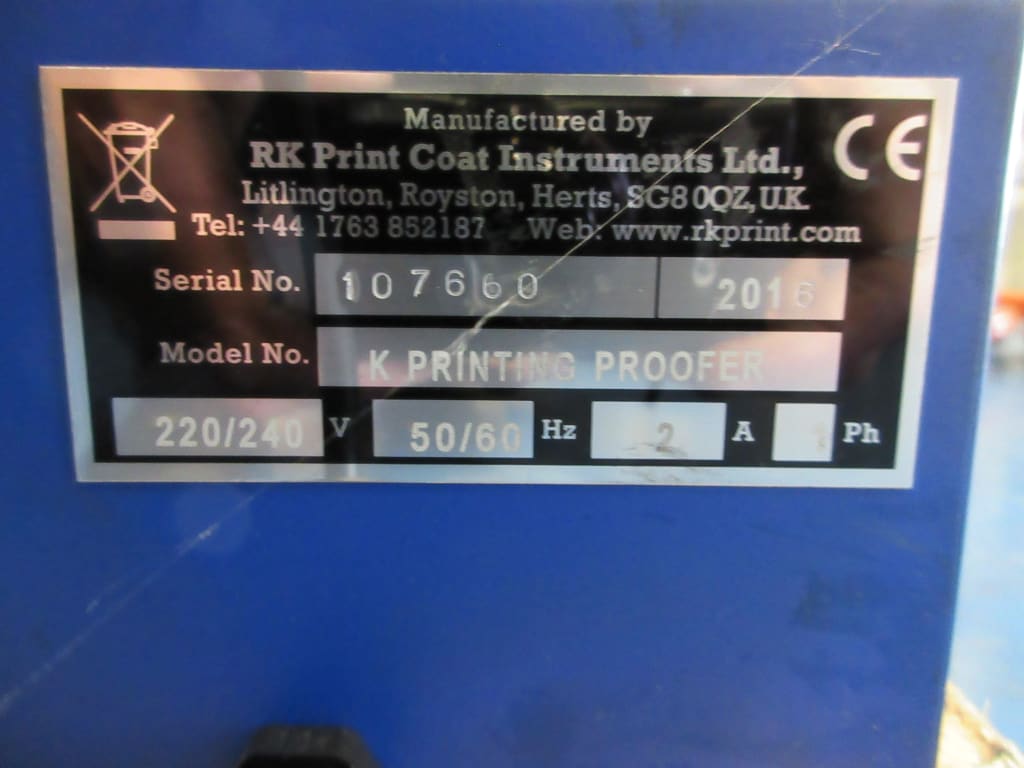 Manufactured by
RK Print Coat Instruments Ltd.,
Litlington, Royston, Herts, SG8 0QZ, U.K.
Tel: +44 1763 852187 Web: www.rkprint.com
CE
Serial No. 107660 2016
Model No. K PRINTING PROOFER
220/240 V 50/60 Hz 2 A 1 Ph